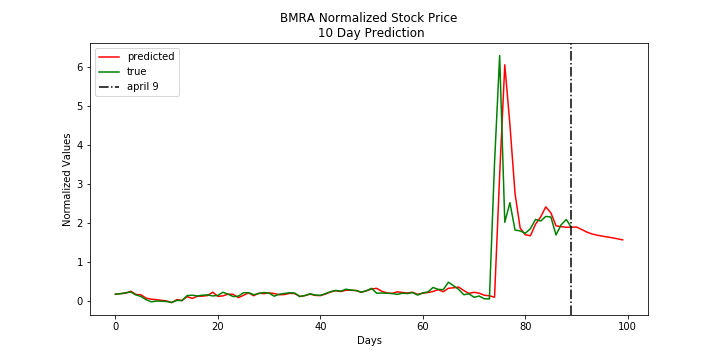 BMRA Normalized Stock Price
10 Day Prediction
predicted
true
april 9
Normalized Values
6
5
4
3
2
1
0
0 20 40 60 80 100
Days